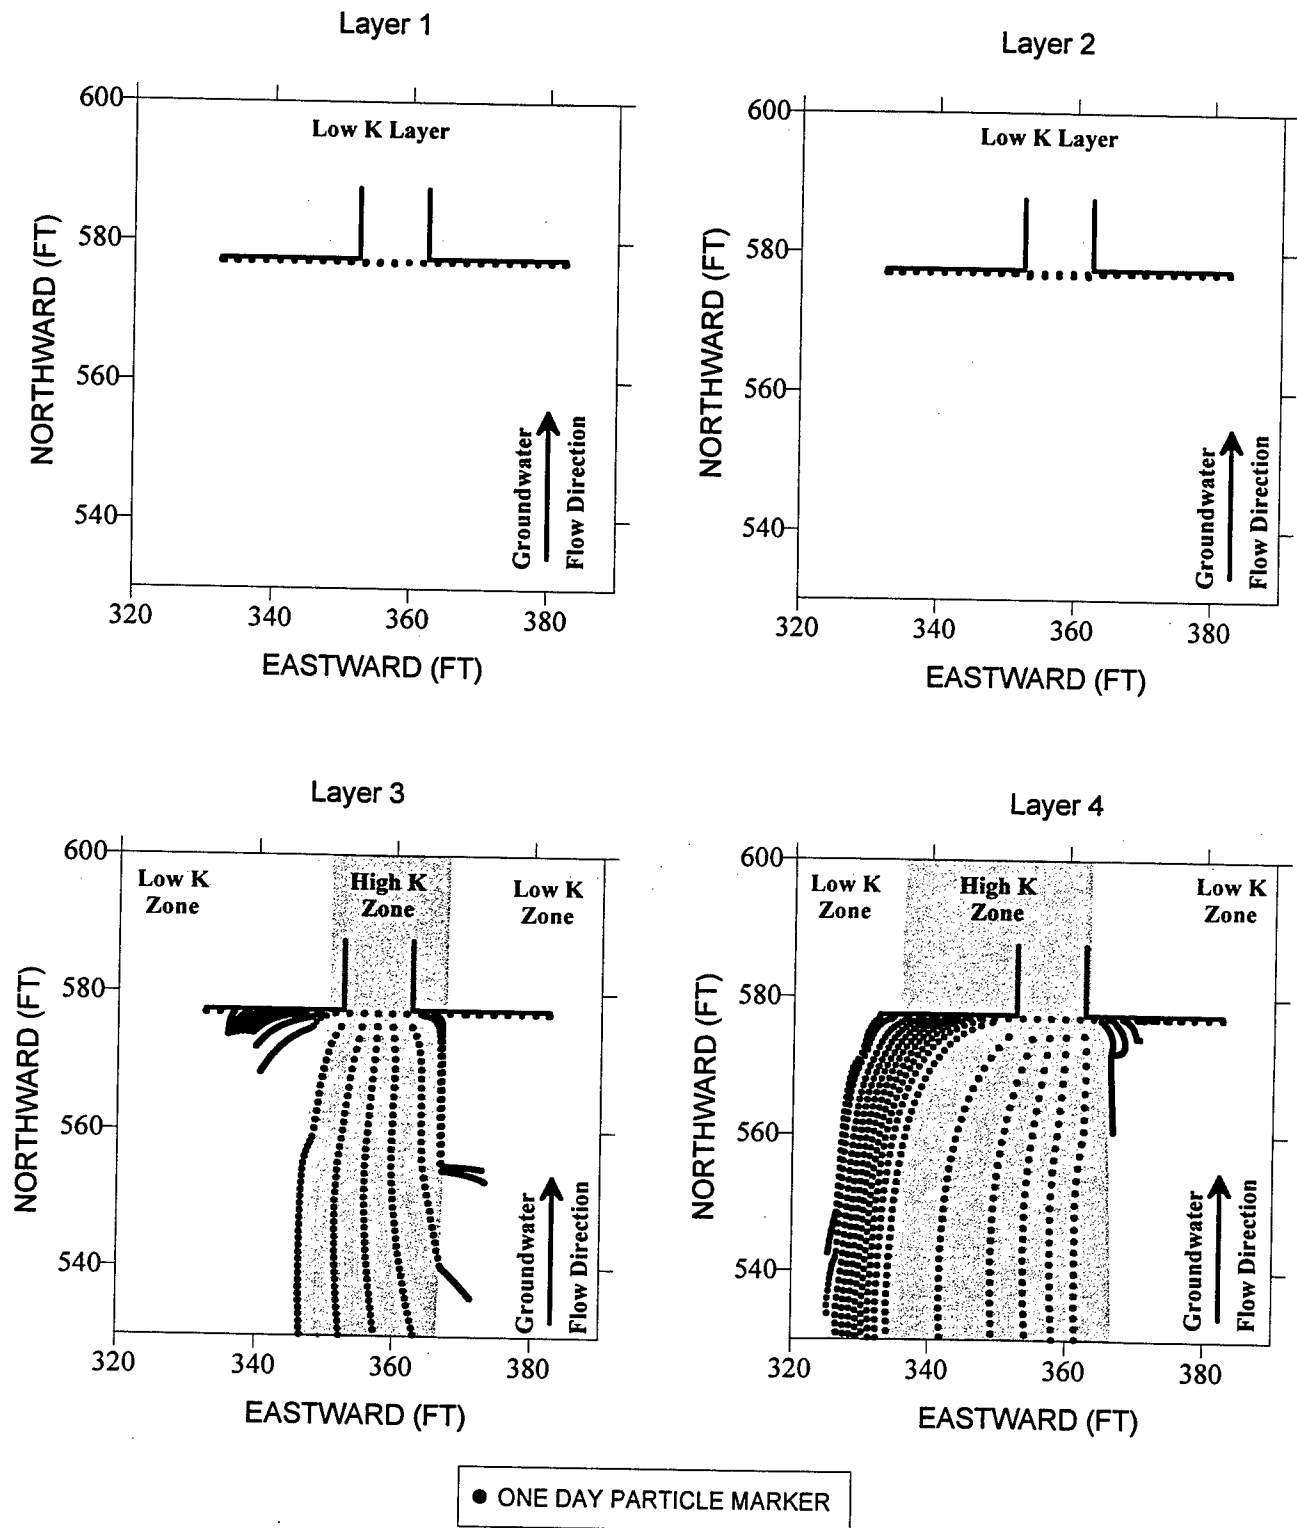 Layer 1
600
580
560
540
320
340
360
380
NORTHWARD (FT)
EASTWARD (FT)
Low K Layer
Groundwater
Flow Direction
Layer 2
600
580
560
540
320
340
360
380
NORTHWARD (FT)
EASTWARD (FT)
Low K Layer
Groundwater
Flow Direction
Layer 3
600
580
560
540
320
340
360
380
NORTHWARD (FT)
EASTWARD (FT)
Low K
Zone
High K
Zone
Low K
Zone
Groundwater
Flow Direction
Layer 4
600
580
560
540
320
340
360
380
NORTHWARD (FT)
EASTWARD (FT)
Low K
Zone
High K
Zone
Low K
Zone
Groundwater
Flow Direction
ONE DAY PARTICLE MARKER